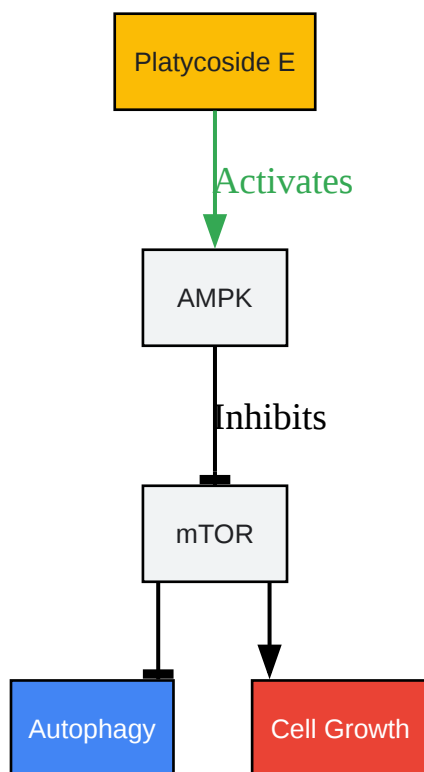 Platycoside E
Activates
AMPK
Inhibits
mTOR
Autophagy
Cell Growth